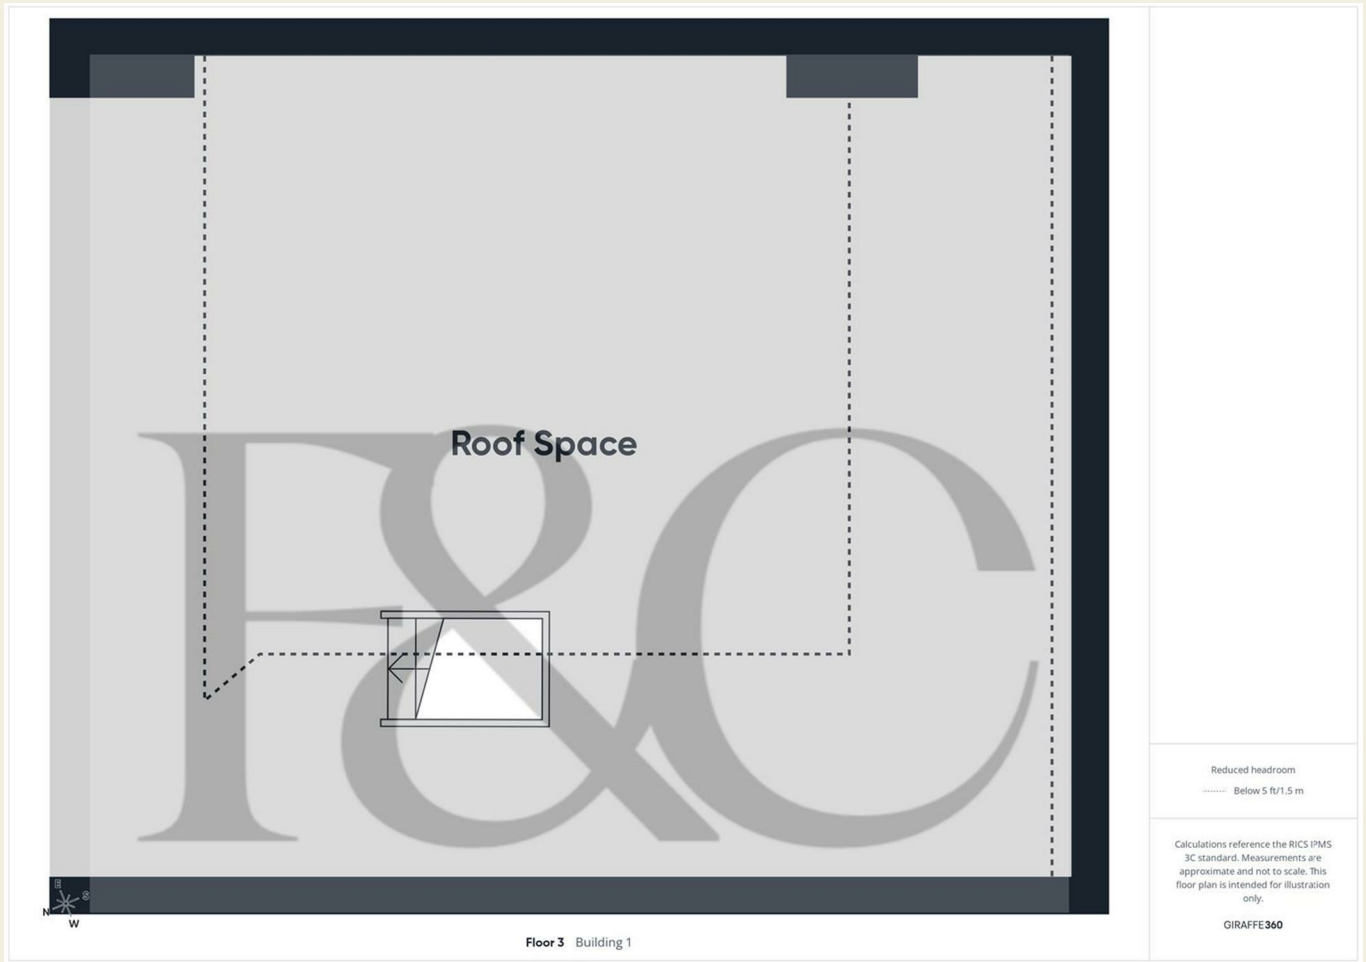 Roof Space
F&C
Reduced headroom
Below 5 ft/1.5 m
Calculations reference the RICS IPMS
3C standard. Measurements are
approximate and not to scale. This
floor plan is intended for illustration
only.
GIRAFFE360
N
W
Floor 3 Building 1